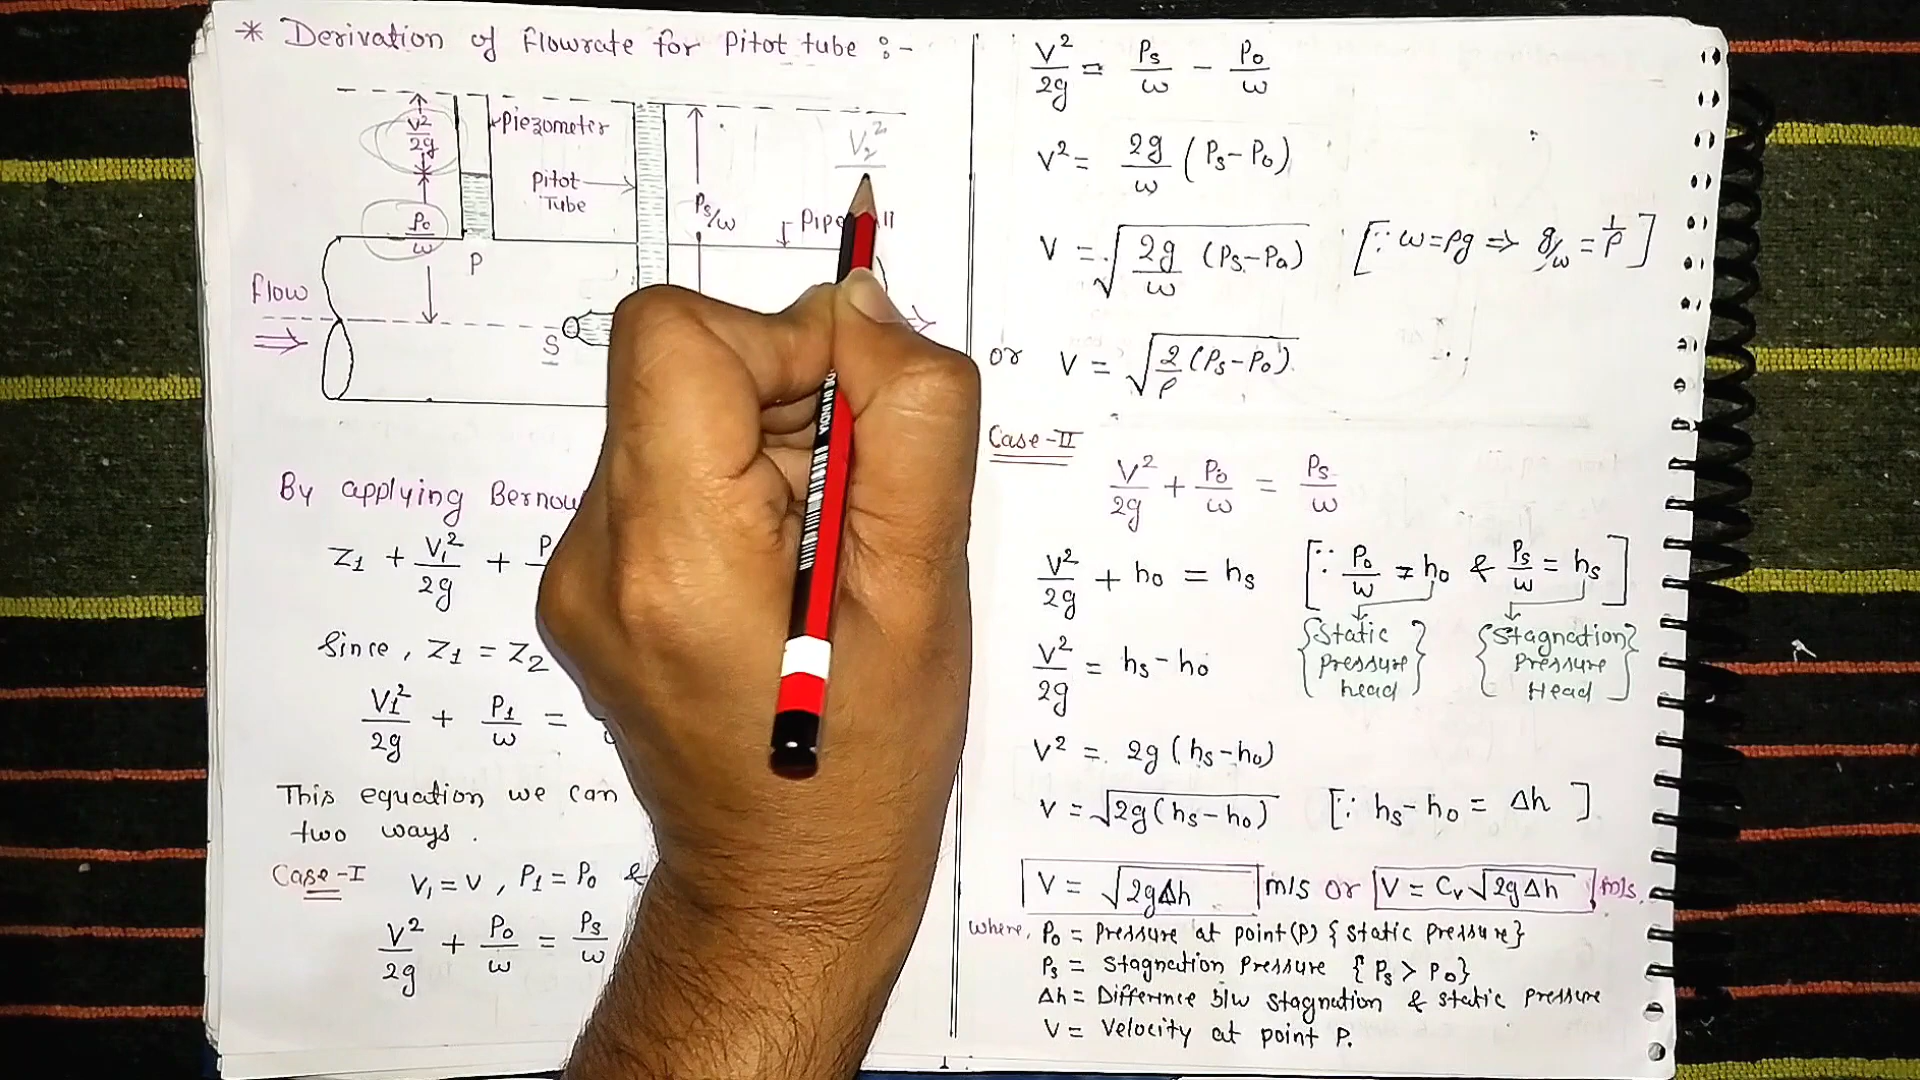 * Derivation of Flowrate for Pitot tube :-
V²/2g
Piezometer
V₂²
Pitot Tube
P₀/ω
Ps/ω
P
Flow
S
MADE IN INDIA
By applying
Z₁ + V₁²/2g +
Since, Z₁ = Z₂
V₁²/2g + P₁/ω =
This equation we can
two ways.
Case-I V₁ = V, P₁ = P₀ &
V²/2g + P₀/ω = Ps/ω
V²/2g = Ps/ω - P₀/ω
V² = 2g/ω (Ps-P₀)
V = √(2g/ω (Ps-Pa)) [∵ ω=ρg => g/ω = 1/ρ]
or V = √(2/ρ (Ps-P₀))
Case-II
V²/2g + P₀/ω = Ps/ω
V²/2g + h₀ = hs [∵ P₀/ω = h₀ & Ps/ω = hs]
{Static pressure head} {Stagnation pressure Head}
V²/2g = hs - h₀
V² = 2g (hs-h₀)
V = √2g(hs-h₀) [∵ hs-h₀ = Δh]
V = √2gΔh m/s or V = Cv√2gΔh m/s.
where, P₀ = Pressure at point(P) {static pressure}
Ps = Stagnation Pressure {Ps > P₀}
Δh = Difference b/w stagnation & static pressure
V = Velocity at point P.